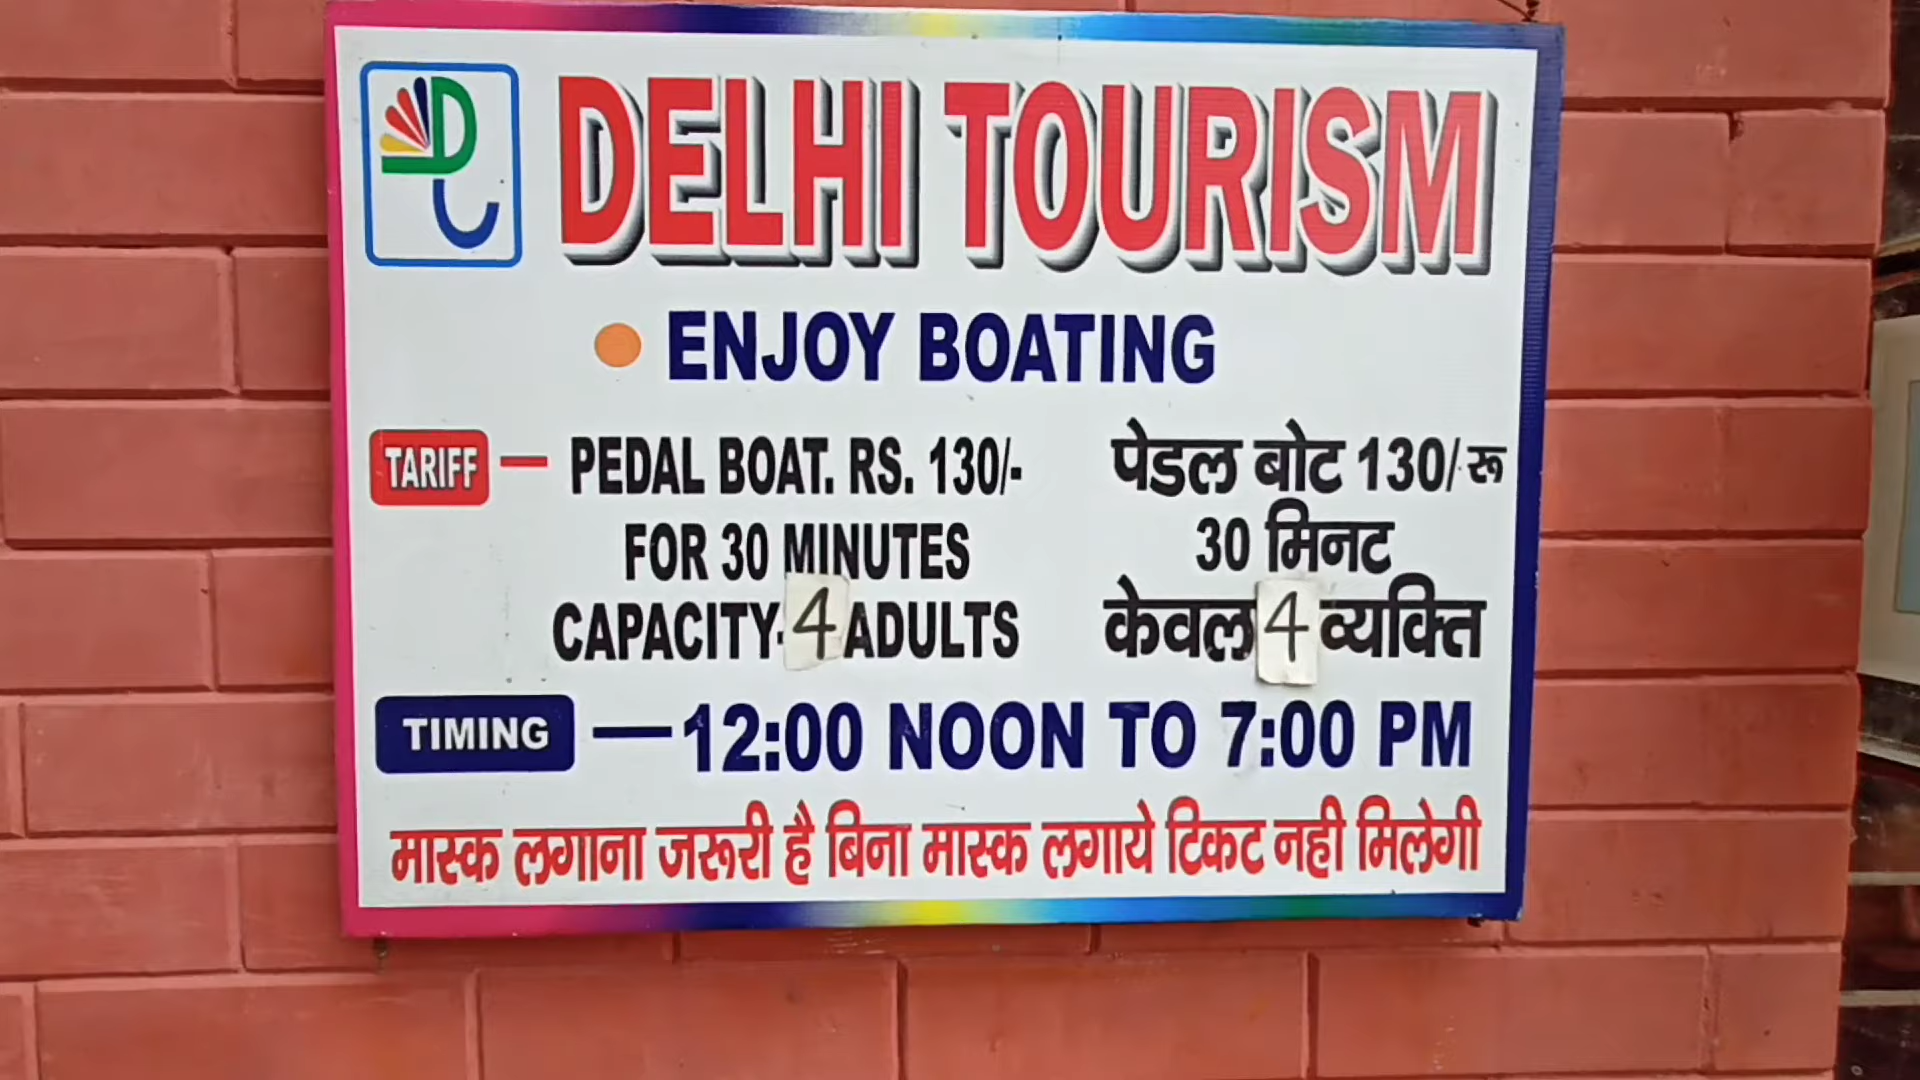 DELHI TOURISM
ENJOY BOATING
TARIFF — PEDAL BOAT. RS. 130/- पेडल बोट 130/-रू
FOR 30 MINUTES 30 मिनट
CAPACITY-4 ADULTS केवल 4 व्यक्ति
TIMING — 12:00 NOON TO 7:00 PM
मास्क लगाना जरूरी है बिना मास्क लगाये टिकट नही मिलेगी